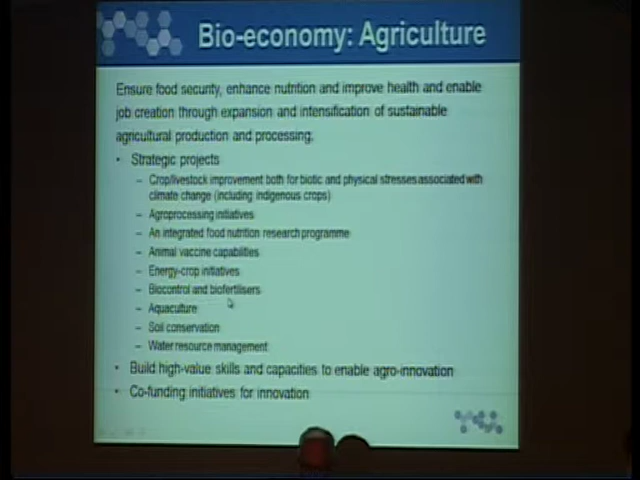 Bio-economy: Agriculture
Ensure food security, enhance nutrition and improve health and enable
job creation through expansion and intensification of sustainable
agricultural production and processing:
• Strategic projects
– Crop/livestock improvement both for biotic and physical stresses associated with
climate change (including indigenous crops)
– Agroprocessing initiatives
– An integrated food nutrition research programme
– Animal vaccine capabilities
– Energy-crop initiatives
– Biocontrol and biofertilisers
– Aquaculture
– Soil conservation
– Water resource management
• Build high-value skills and capacities to enable agro-innovation
• Co-funding initiatives for innovation